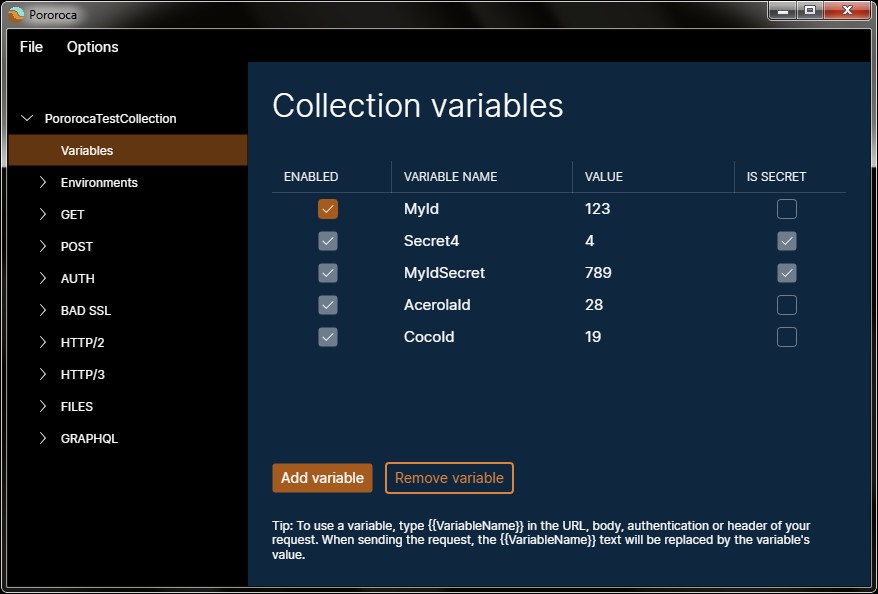 Pororoca
File Options
PororocaTestCollection
Variables
Environments
GET
POST
AUTH
BAD SSL
HTTP/2
HTTP/3
FILES
GRAPHQL
Collection variables
ENABLED VARIABLE NAME VALUE IS SECRET
MyId 123
Secret4 4
MyIdSecret 789
AcerolaId 28
CocoId 19
Add variable Remove variable
Tip: To use a variable, type {{VariableName}} in the URL, body, authentication or header of your
request. When sending the request, the {{VariableName}} text will be replaced by the variable's
value.